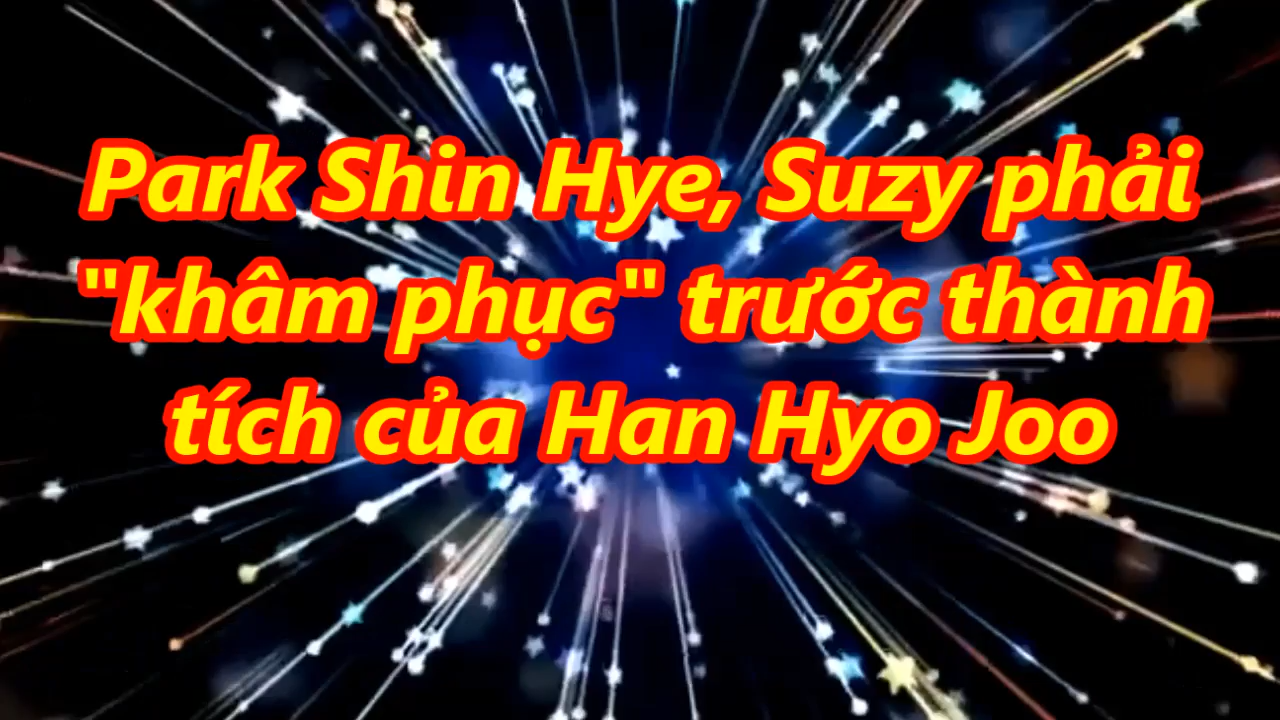 Park Shin Hye, Suzy phải
"khâm phục" trước thành
tích của Han Hyo Joo